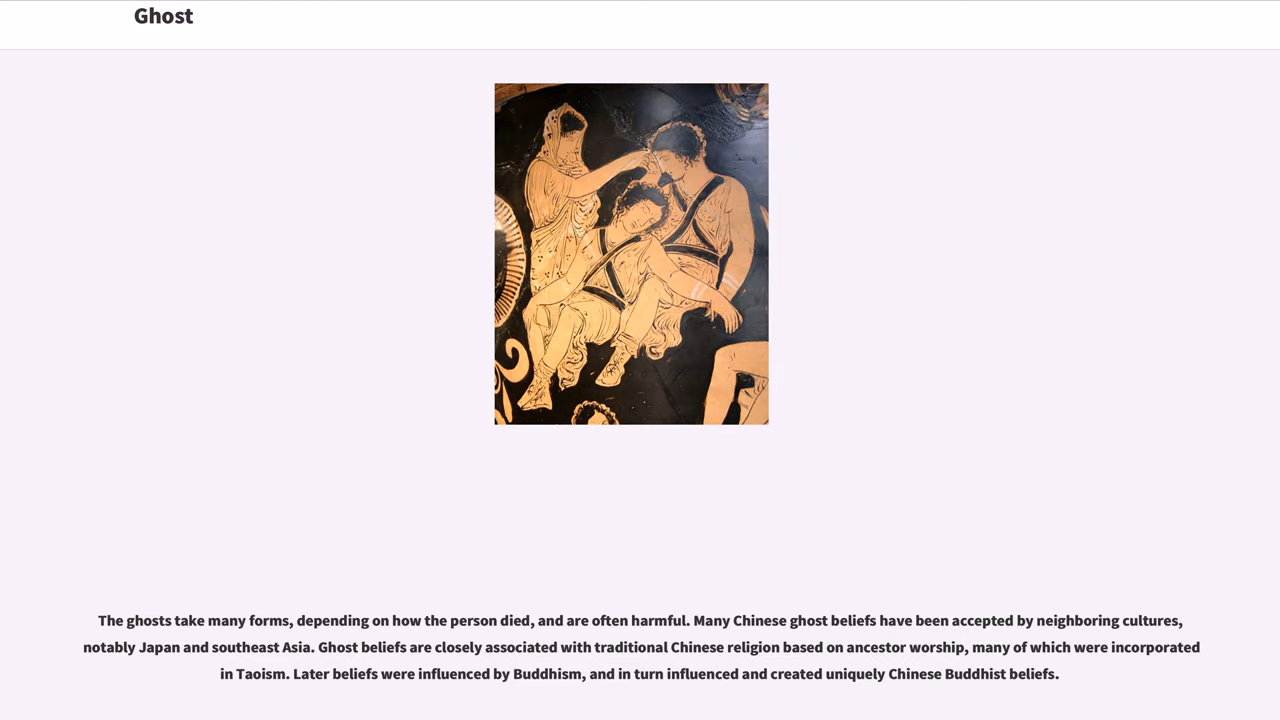 Ghost
The ghosts take many forms, depending on how the person died, and are often harmful. Many Chinese ghost beliefs have been accepted by neighboring cultures,
notably Japan and southeast Asia. Ghost beliefs are closely associated with traditional Chinese religion based on ancestor worship, many of which were incorporated
in Taoism. Later beliefs were influenced by Buddhism, and in turn influenced and created uniquely Chinese Buddhist beliefs.